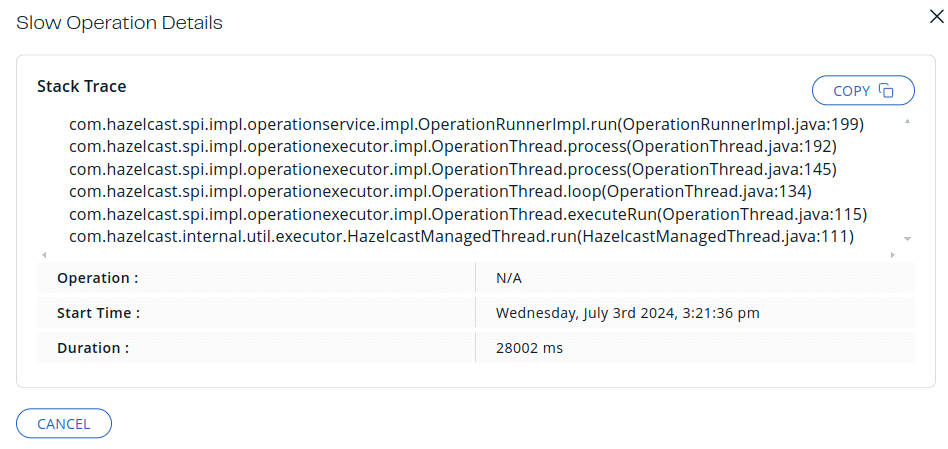 Slow Operation Details
Stack Trace
COPY
com.hazelcast.spi.impl.operationservice.impl.OperationRunnerImpl.run(OperationRunnerImpl.java:199)
com.hazelcast.spi.impl.operationexecutor.impl.OperationThread.process(OperationThread.java:192)
com.hazelcast.spi.impl.operationexecutor.impl.OperationThread.process(OperationThread.java:145)
com.hazelcast.spi.impl.operationexecutor.impl.OperationThread.loop(OperationThread.java:134)
com.hazelcast.spi.impl.operationexecutor.impl.OperationThread.executeRun(OperationThread.java:115)
com.hazelcast.internal.util.executor.HazelcastManagedThread.run(HazelcastManagedThread.java:111)
Operation : N/A
Start Time : Wednesday, July 3rd 2024, 3:21:36 pm
Duration : 28002 ms
CANCEL